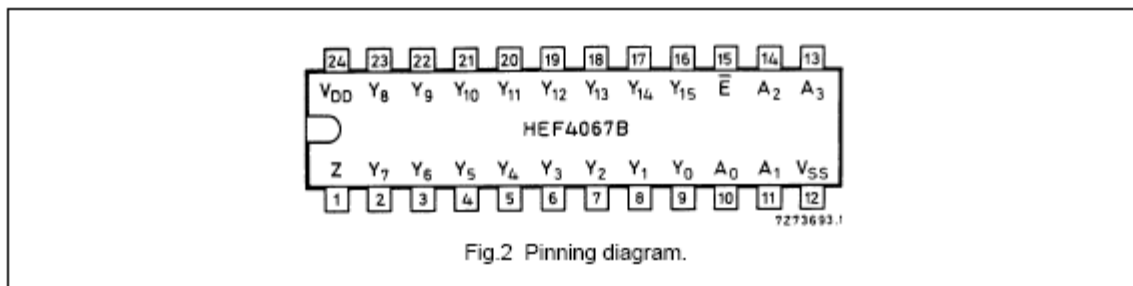 24 23 22 21 20 19 18 17 16 15 14 13
VDD Y8 Y9 Y10 Y11 Y12 Y13 Y14 Y15 E̅ A2 A3
HEF4067B
Z Y7 Y6 Y5 Y4 Y3 Y2 Y1 Y0 A0 A1 VSS
1 2 3 4 5 6 7 8 9 10 11 12
7Z73693.1
Fig.2 Pinning diagram.